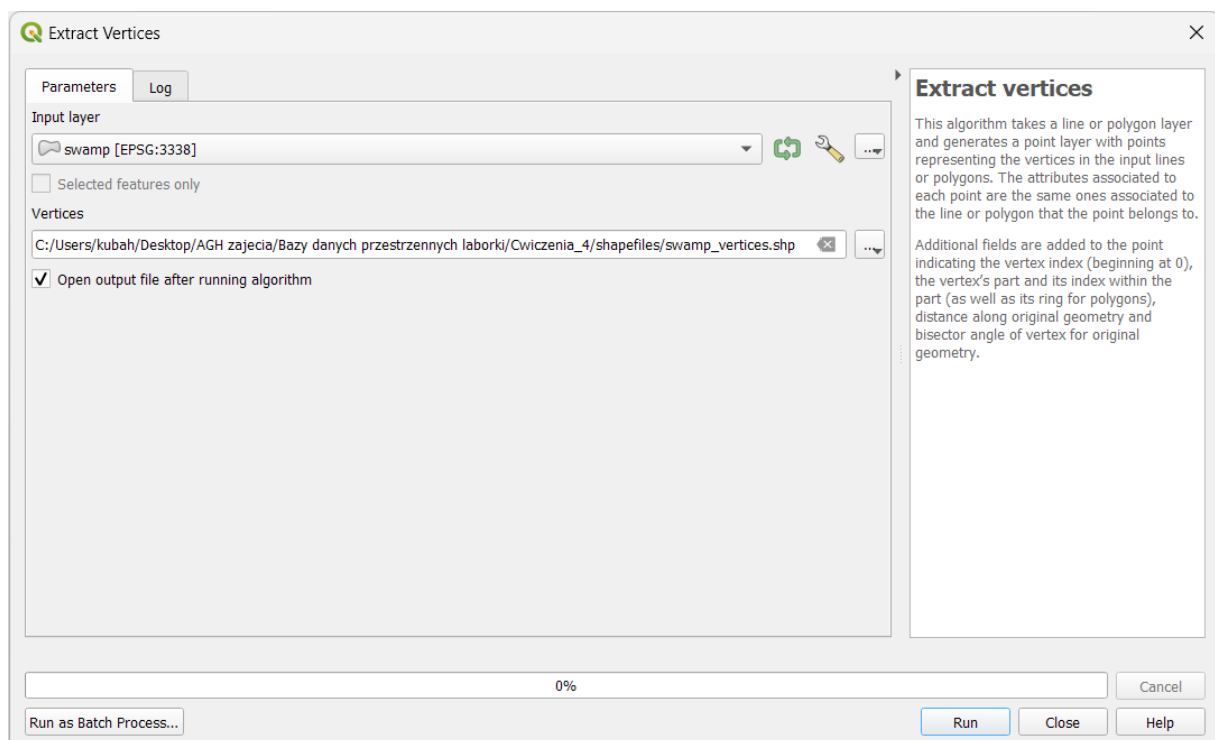 Extract Vertices
Parameters
Log
Input layer
swamp [EPSG:3338]
Selected features only
Vertices
C:/Users/kubah/Desktop/AGH zajecia/Bazy danych przestrzennych laborki/Cwiczenia_4/shapefiles/swamp_vertices.shp
Open output file after running algorithm
Extract vertices
This algorithm takes a line or polygon layer
and generates a point layer with points
representing the vertices in the input lines
or polygons. The attributes associated to
each point are the same ones associated to
the line or polygon that the point belongs to.
Additional fields are added to the point
indicating the vertex index (beginning at 0),
the vertex's part and its index within the
part (as well as its ring for polygons),
distance along original geometry and
bisector angle of vertex for original
geometry.
0%
Cancel
Run as Batch Process...
Run
Close
Help